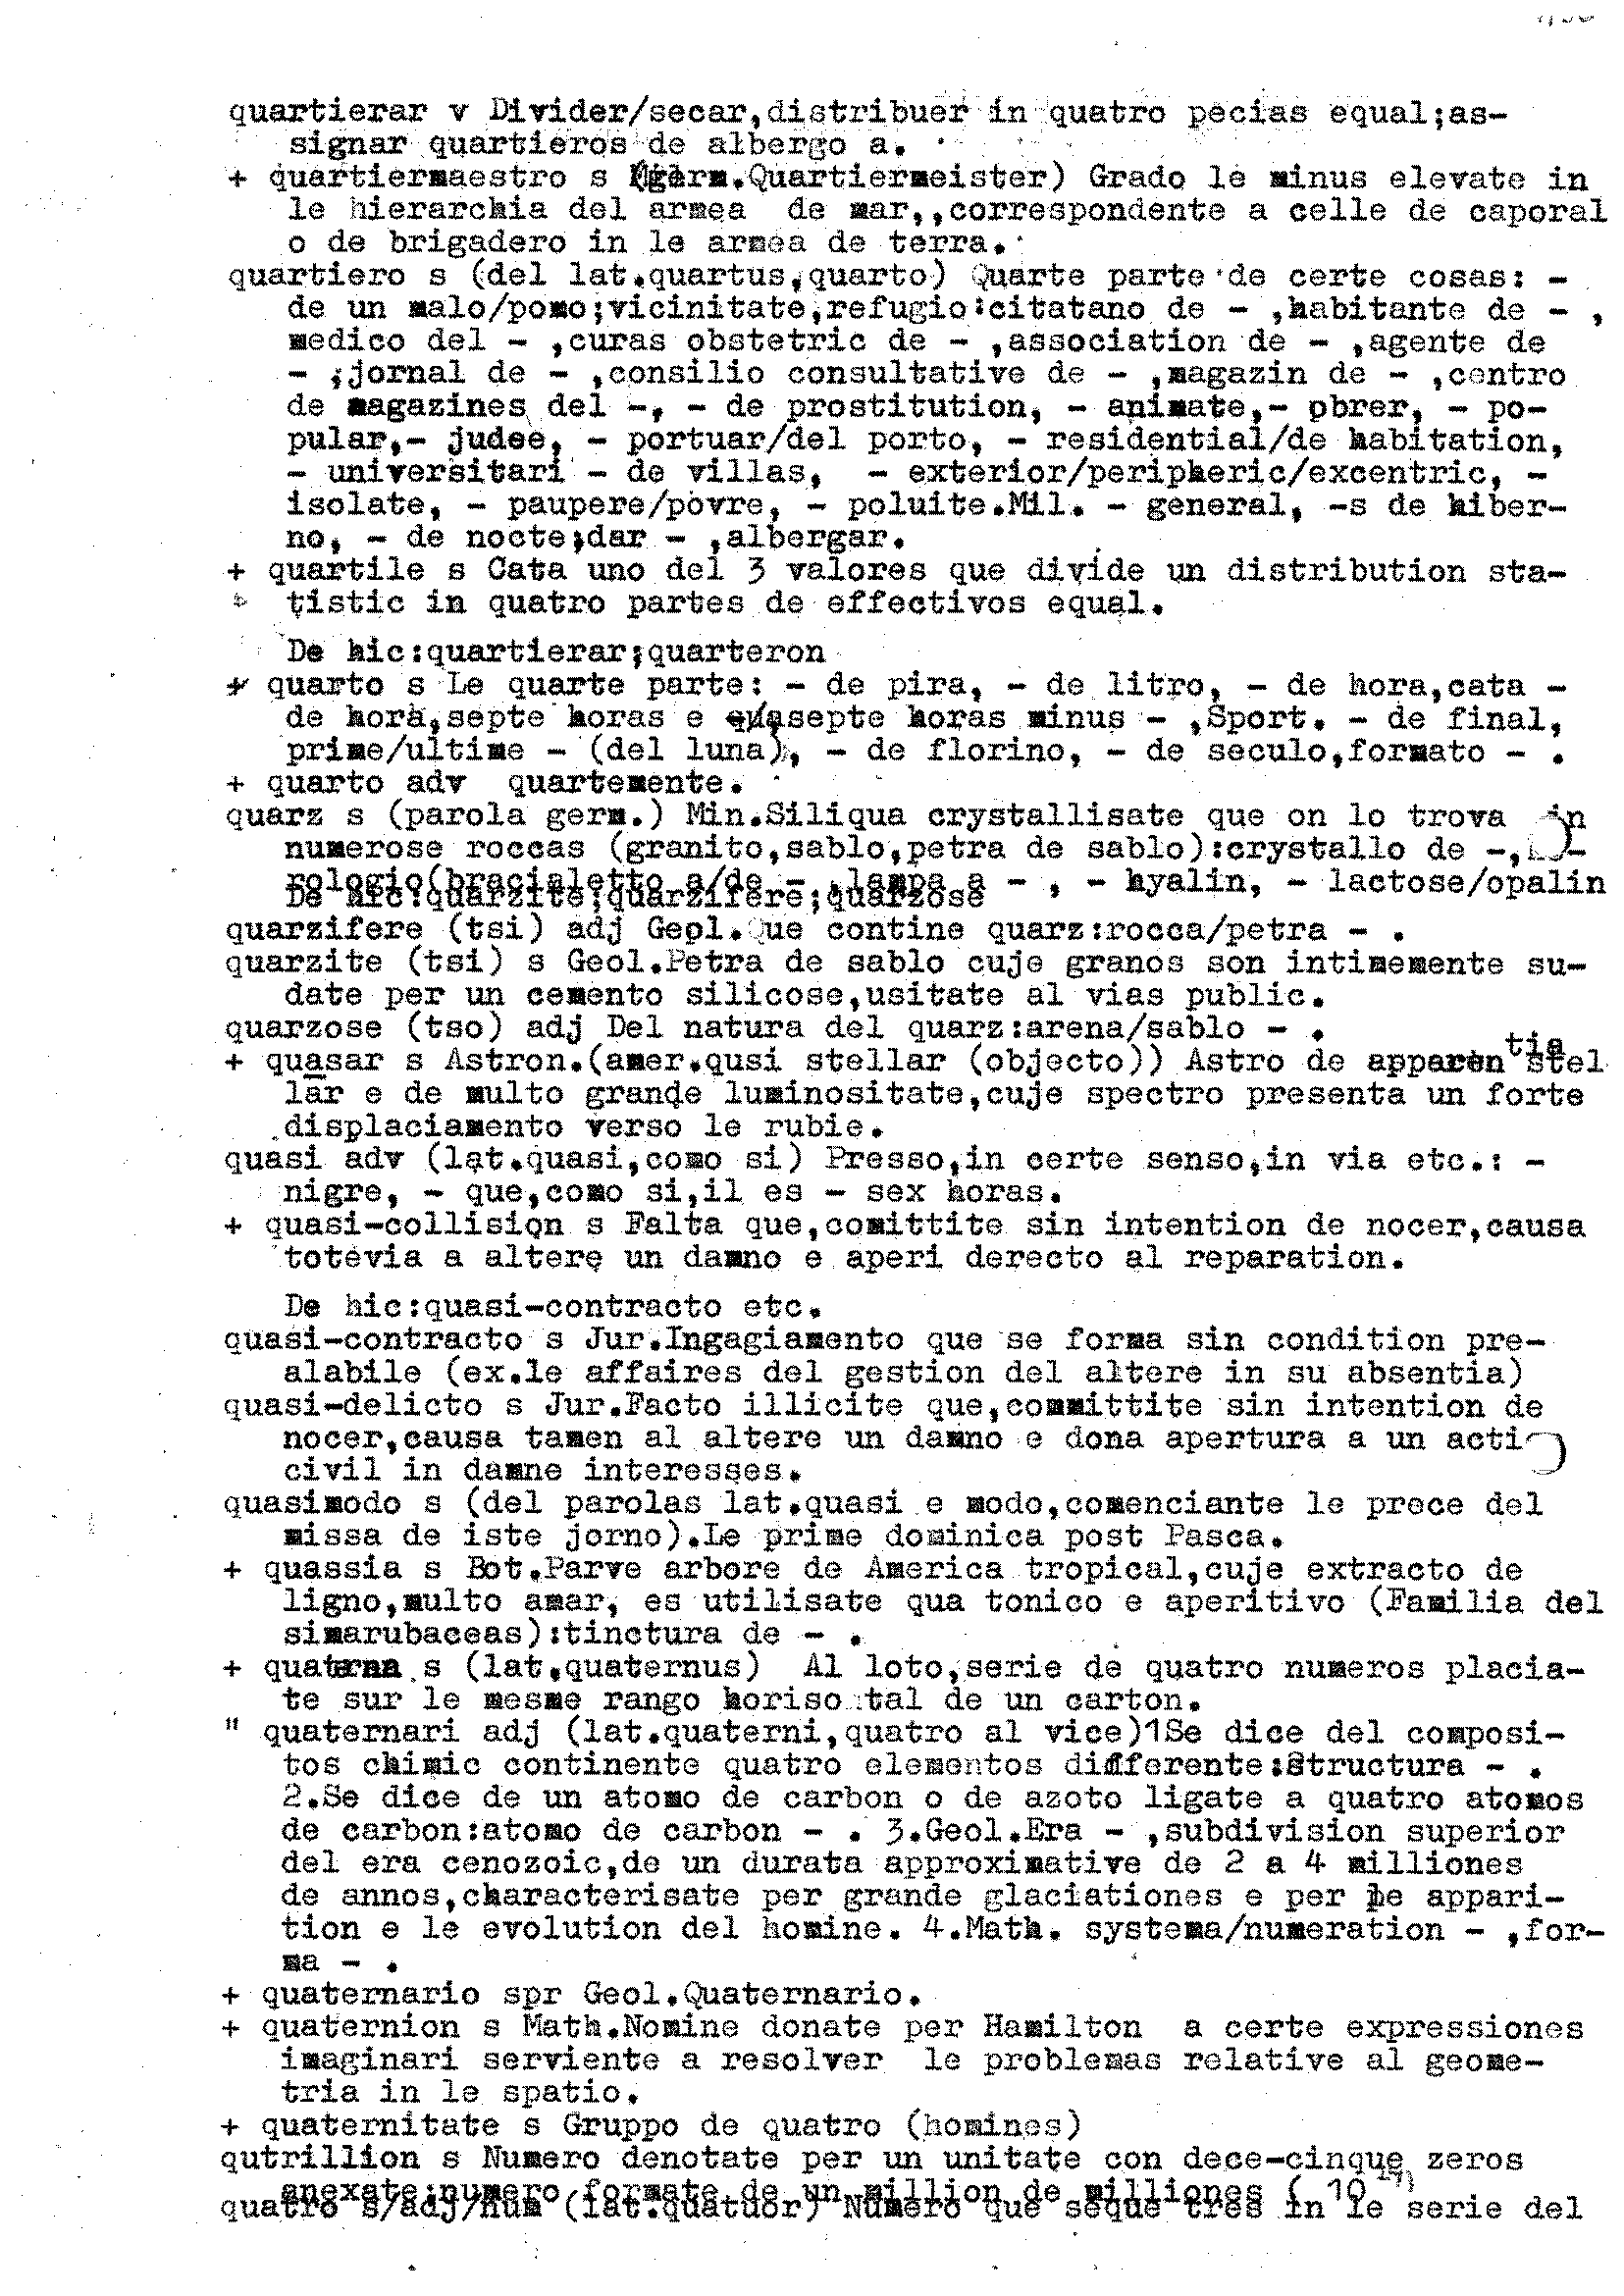 quartierar v Divider/secar,distribuer in quatro pecias equal;as-
signar quartieros de albergo a.
+ quartiermaestro s (germ.Quartiermeister) Grado le minus elevate in
le hierarchia del armea de mar,,correspondente a celle de caporal
o de brigadero in le armea de terra.
quartiero s (del lat.quartus,quarto) Quarte parte de certe cosas: -
de un malo/pomo;vicinitate,refugio:citatano de - ,habitante de - ,
medico del - ,curas obstetric de - ,association de - ,agente de
- ,jornal de - ,consilio consultative de - ,magazin de - ,centro
de magazines del -, - de prostitution, - animate,- obrer, - po-
pular,- judee, - portuar/del porto, - residential/de habitation,
- universitari - de villas, - exterior/peripheric/excentric, -
isolate, - paupere/povre, - poluite.Mil. - general, -s de hiber-
no, - de nocte;dar - ,albergar.
+ quartile s Cata uno del 3 valores que divide un distribution sta-
tistic in quatro partes de effectivos equal.
De hic:quartierar;quarteron
+ quarto s Le quarte parte: - de pira, - de litro, - de hora,cata -
de hora,septe horas e septe horas minus - ,Sport. - de final,
prime/ultime - (del luna), - de florino, - de seculo,formato - .
+ quarto adv quartemente.
quarz s (parola germ.) Min.Siliqua crystallisate que on lo trova in
numerose roccas (granito,sablo,petra de sablo):crystallo de -,
rologio(bracialetto a/de - ,lampa a - , - hyalin, - lactose/opalin
De hic:quarzite;quarzifere;quarzose
quarzifere (tsi) adj Geol.Que contine quarz:rocca/petra - .
quarzite (tsi) s Geol.Petra de sablo cuje granos son intimemente su-
date per un cemento silicose,usitate al vias public.
quarzose (tso) adj Del natura del quarz:arena/sablo - .
+ quasar s Astron.(amer.qusi stellar (objecto)) Astro de apparentia stel
lar e de multo grande luminositate,cuje spectro presenta un forte
displaciamento verso le rubie.
quasi adv (lat.quasi,como si) Presso,in certe senso,in via etc.: -
nigre, - que,como si,il es - sex horas.
+ quasi-collision s Falta que,comittite sin intention de nocer,causa
totevia a altere un damno e aperi derecto al reparation.
De hic:quasi-contracto etc.
quasi-contracto s Jur.Ingagiamento que se forma sin condition pre-
alabile (ex.le affaires del gestion del altere in su absentia)
quasi-delicto s Jur.Facto illicite que,committite sin intention de
nocer,causa tamen al altere un damno e dona apertura a un acti
civil in damne interesses.
quasimodo s (del parolas lat.quasi e modo,comenciante le prece del
missa de iste jorno).Le prime dominica post Pasca.
+ quassia s Bot.Parve arbore de America tropical,cuje extracto de
ligno,multo amar, es utilisate qua tonico e aperitivo (Familia del
simarubaceas):tinctura de - .
+ quaterna s (lat.quaternus) Al loto,serie de quatro numeros placia-
te sur le mesme rango horisontal de un carton.
" quaternari adj (lat.quaterni,quatro al vice)1Se dice del composi-
tos chimic continente quatro elementos differente:Structura - .
2.Se dice de un atomo de carbon o de azoto ligate a quatro atomos
de carbon:atomo de carbon - . 3.Geol.Era - ,subdivision superior
del era cenozoic,de un durata approximative de 2 a 4 milliones
de annos,characterisate per grande glaciationes e per le appari-
tion e le evolution del homine. 4.Math. systema/numeration - ,for-
ma - .
+ quaternario spr Geol.Quaternario.
+ quaternion s Math.Nomine donate per Hamilton a certe expressiones
imaginari serviente a resolver le problemas relative al geome-
tria in le spatio.
+ quaternitate s Gruppo de quatro (homines)
qutrillion s Numero denotate per un unitate con dece-cinque zeros
anexate;numero formate de un million de milliones ( 10
quatro s/adj/num (lat.quatuor) Numero que seque tres in le serie del